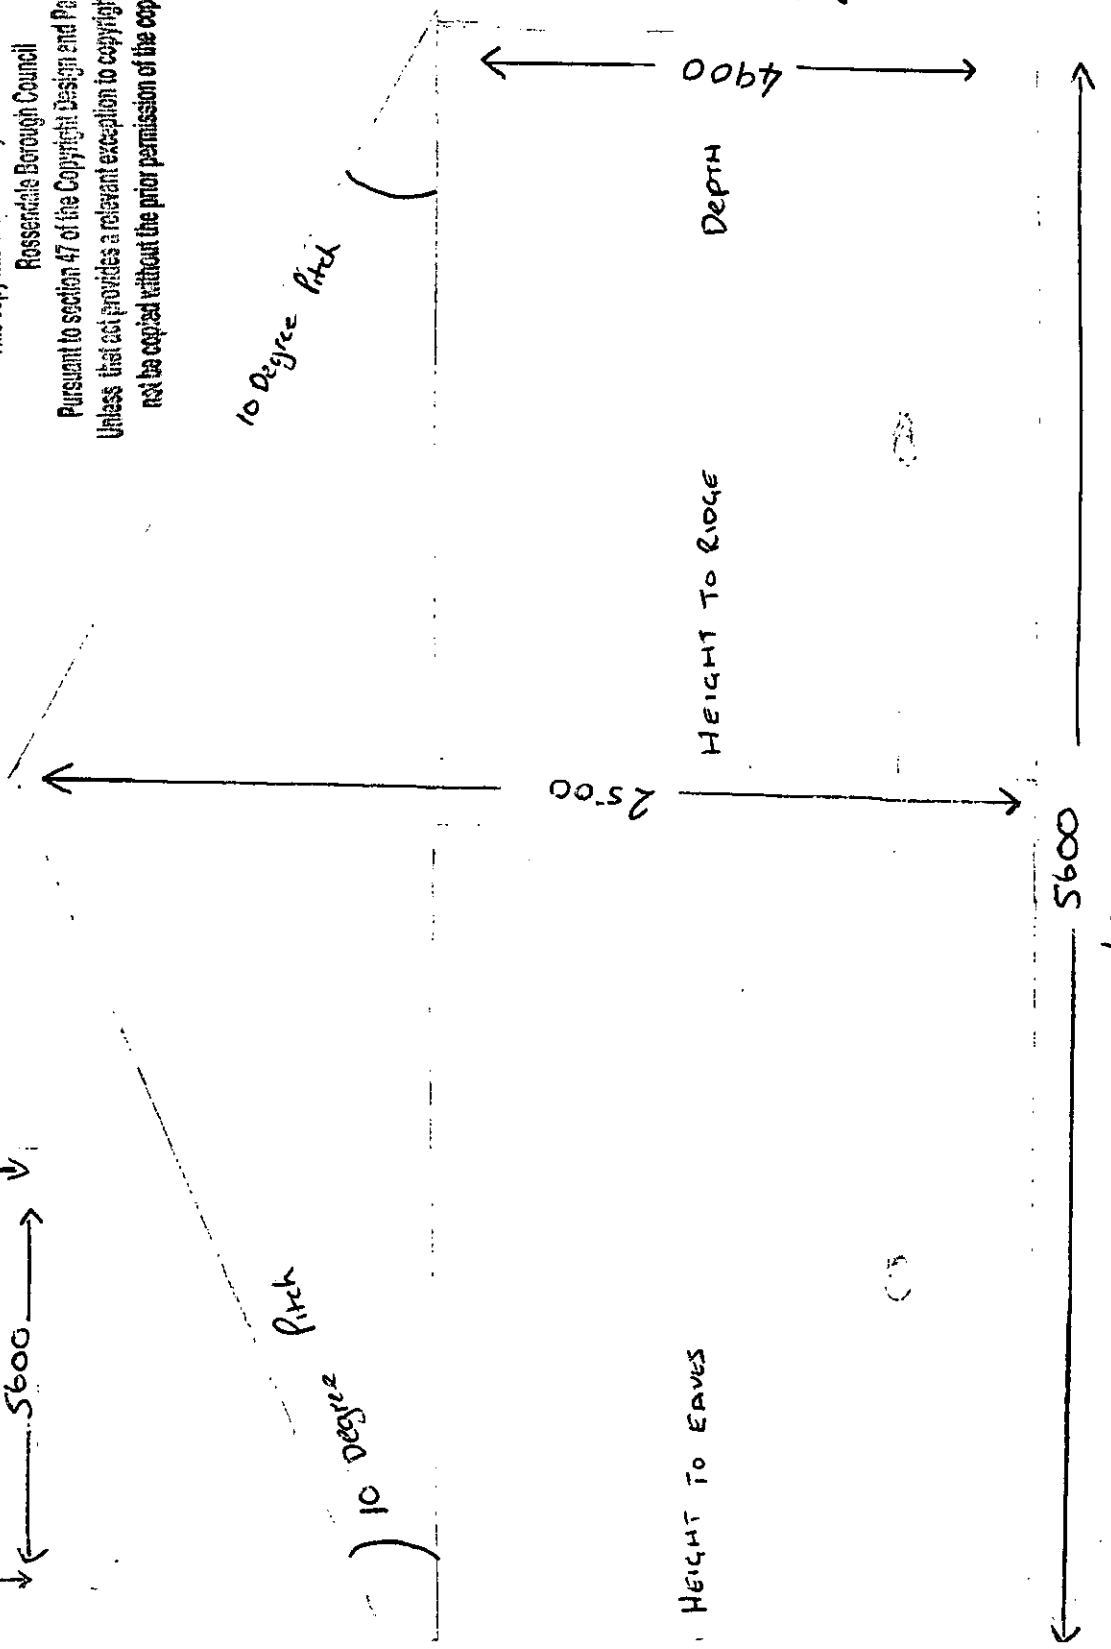 Rossendale Borough Council
Pursuant to section 47 of the Copyright Design and Pa
Unless that act provides a relevant exception to copyrigh
not be copied without the prior permission of the cop
5600
10 Degree Pitch
10 Degree Pitch
4900
DEPTH
2500
HEIGHT TO RIDGE
HEIGHT TO EAVES
5600